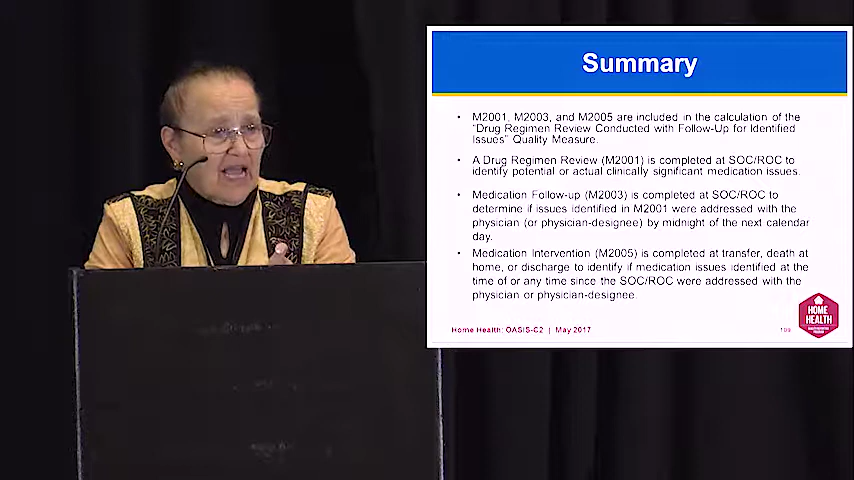 Summary
• M2001, M2003, and M2005 are included in the calculation of the
"Drug Regimen Review Conducted with Follow-Up for Identified
Issues" Quality Measure.
• A Drug Regimen Review (M2001) is completed at SOC/ROC to
identify potential or actual clinically significant medication issues.
• Medication Follow-up (M2003) is completed at SOC/ROC to
determine if issues identified in M2001 were addressed with the
physician (or physician-designee) by midnight of the next calendar
day.
• Medication Intervention (M2005) is completed at transfer, death at
home, or discharge to identify if medication issues identified at the
time of or any time since the SOC/ROC were addressed with the
physician or physician-designee.
HOME
HEALTH
Home Health: OASIS-C2 | May 2017